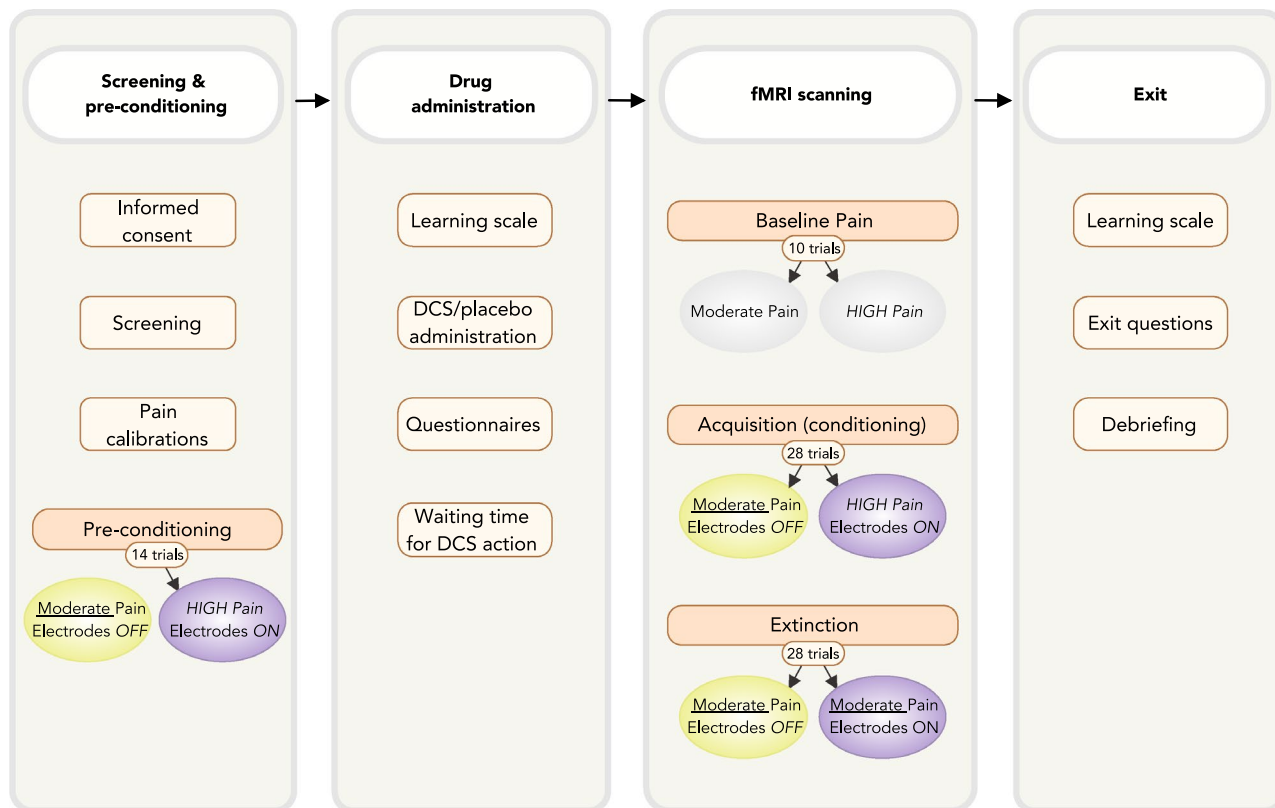 Screening &
pre-conditioning
Informed
consent
Screening
Pain
calibrations
Pre-conditioning
14 trials
Moderate Pain
Electrodes OFF
HIGH Pain
Electrodes ON
Drug
administration
Learning scale
DCS/placebo
administration
Questionnaires
Waiting time
for DCS action
fMRI scanning
Baseline Pain
10 trials
Moderate Pain
HIGH Pain
Acquisition (conditioning)
28 trials
Moderate Pain
Electrodes OFF
HIGH Pain
Electrodes ON
Extinction
28 trials
Moderate Pain
Electrodes OFF
Moderate Pain
Electrodes ON
Exit
Learning scale
Exit questions
Debriefing